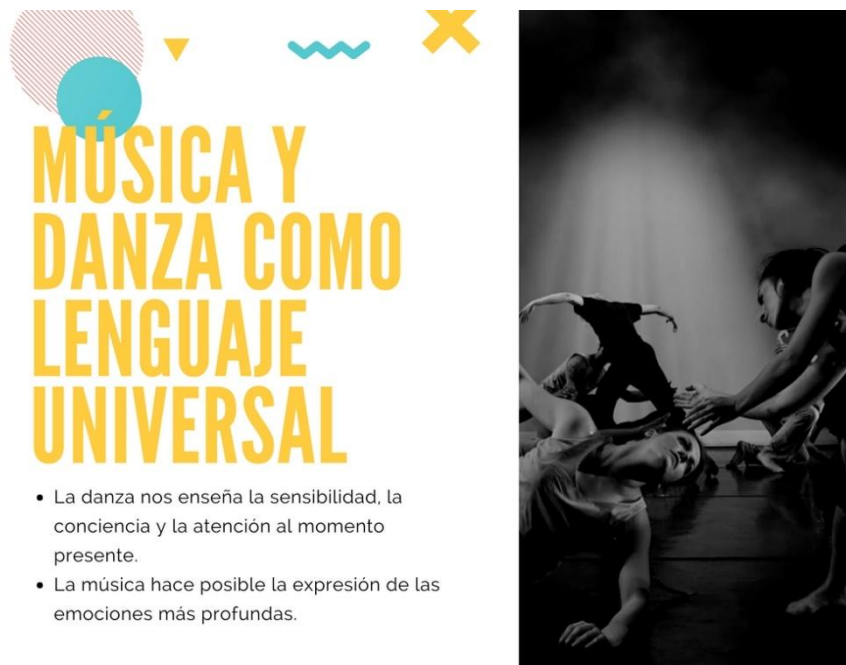 MÚSICA Y
DANZA COMO
LENGUAJE
UNIVERSAL
• La danza nos enseña la sensibilidad, la
conciencia y la atención al momento
presente.
• La música hace posible la expresión de las
emociones más profundas.